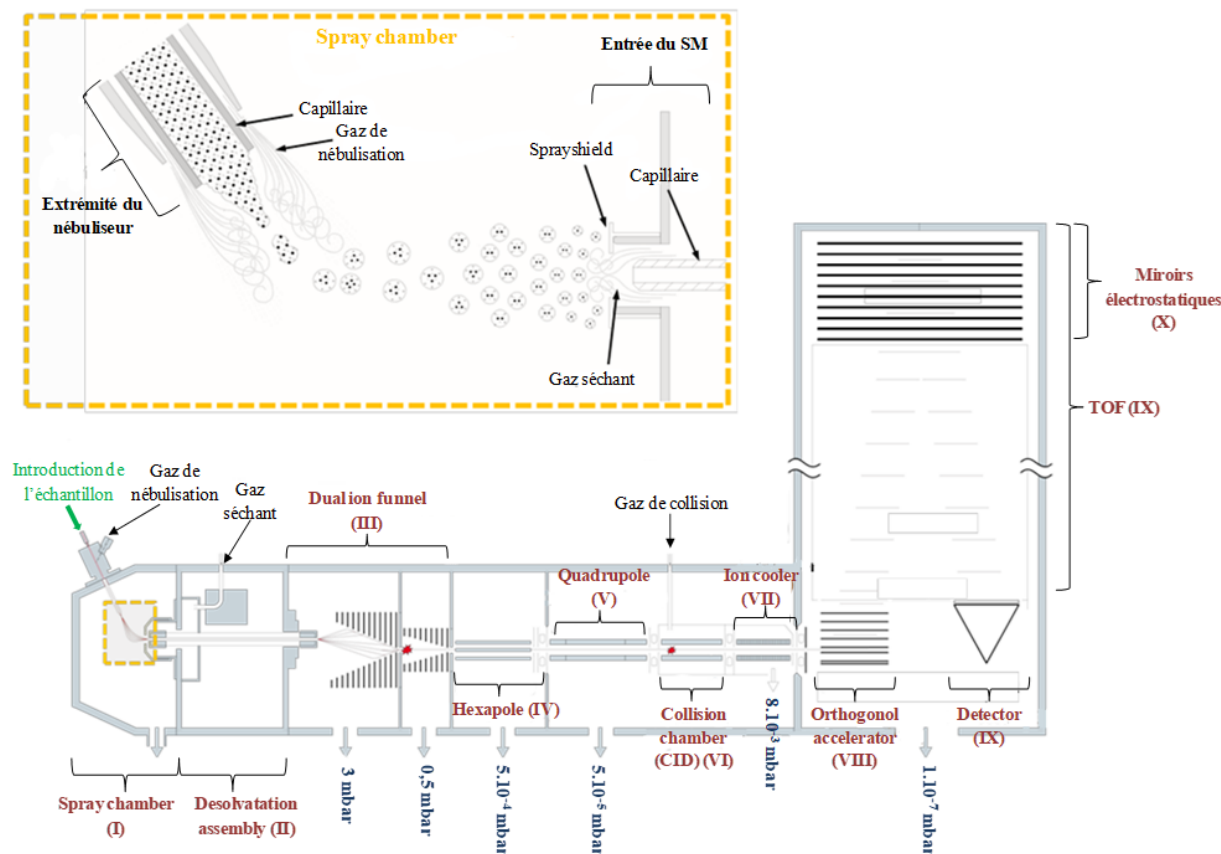 Spray chamber
Entrée du SM
Capillaire
Gaz de
nébulisation
Sprayshield
Capillaire
Extrémité du
nébuliseur
Gaz séchant
Miroirs
électrostatiques
(X)
TOF (IX)
Introduction de
l'échantillon
Gaz de
nébulisation
Gaz
séchant
Dual ion funnel
(III)
Gaz de collision
Quadrupole
(V)
Ion cooler
(VII)
Hexapole (IV)
Collision
chamber
(CID) (VI)
8.10-³ mbar
Orthogonol
accelerator
(VIII)
Detector
(IX)
Spray chamber
(I)
Desolvatation
assembly (II)
3 mbar
0,5 mbar
5.10-⁴ mbar
5.10-⁵ mbar
1.10-⁷ mbar